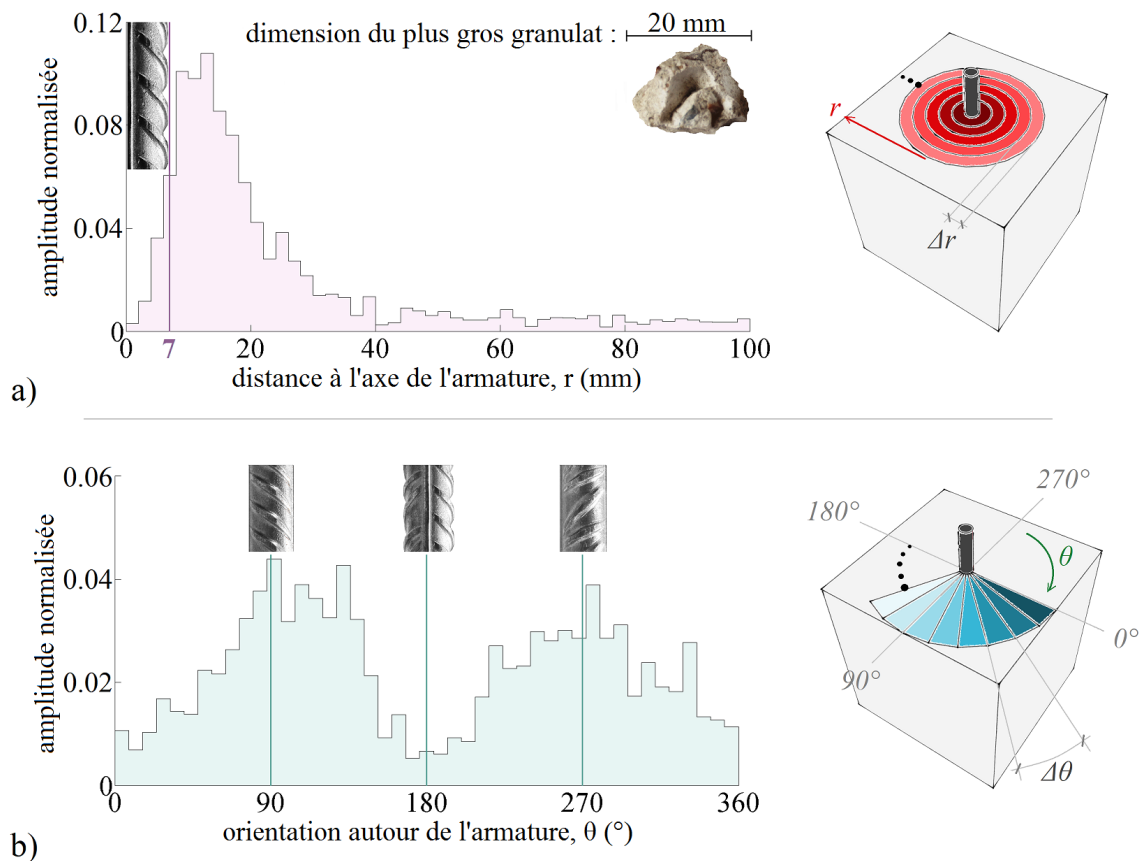 0.12
0.08
0.04
0
amplitude normalisée
dimension du plus gros granulat :
20 mm
0
7
20
40
60
80
100
distance à l'axe de l'armature, r (mm)
r
Δr
a)
0.06
0.04
0.02
0
amplitude normalisée
0
90
180
270
360
orientation autour de l'armature, θ (°)
270°
180°
θ
0°
90°
Δθ
b)